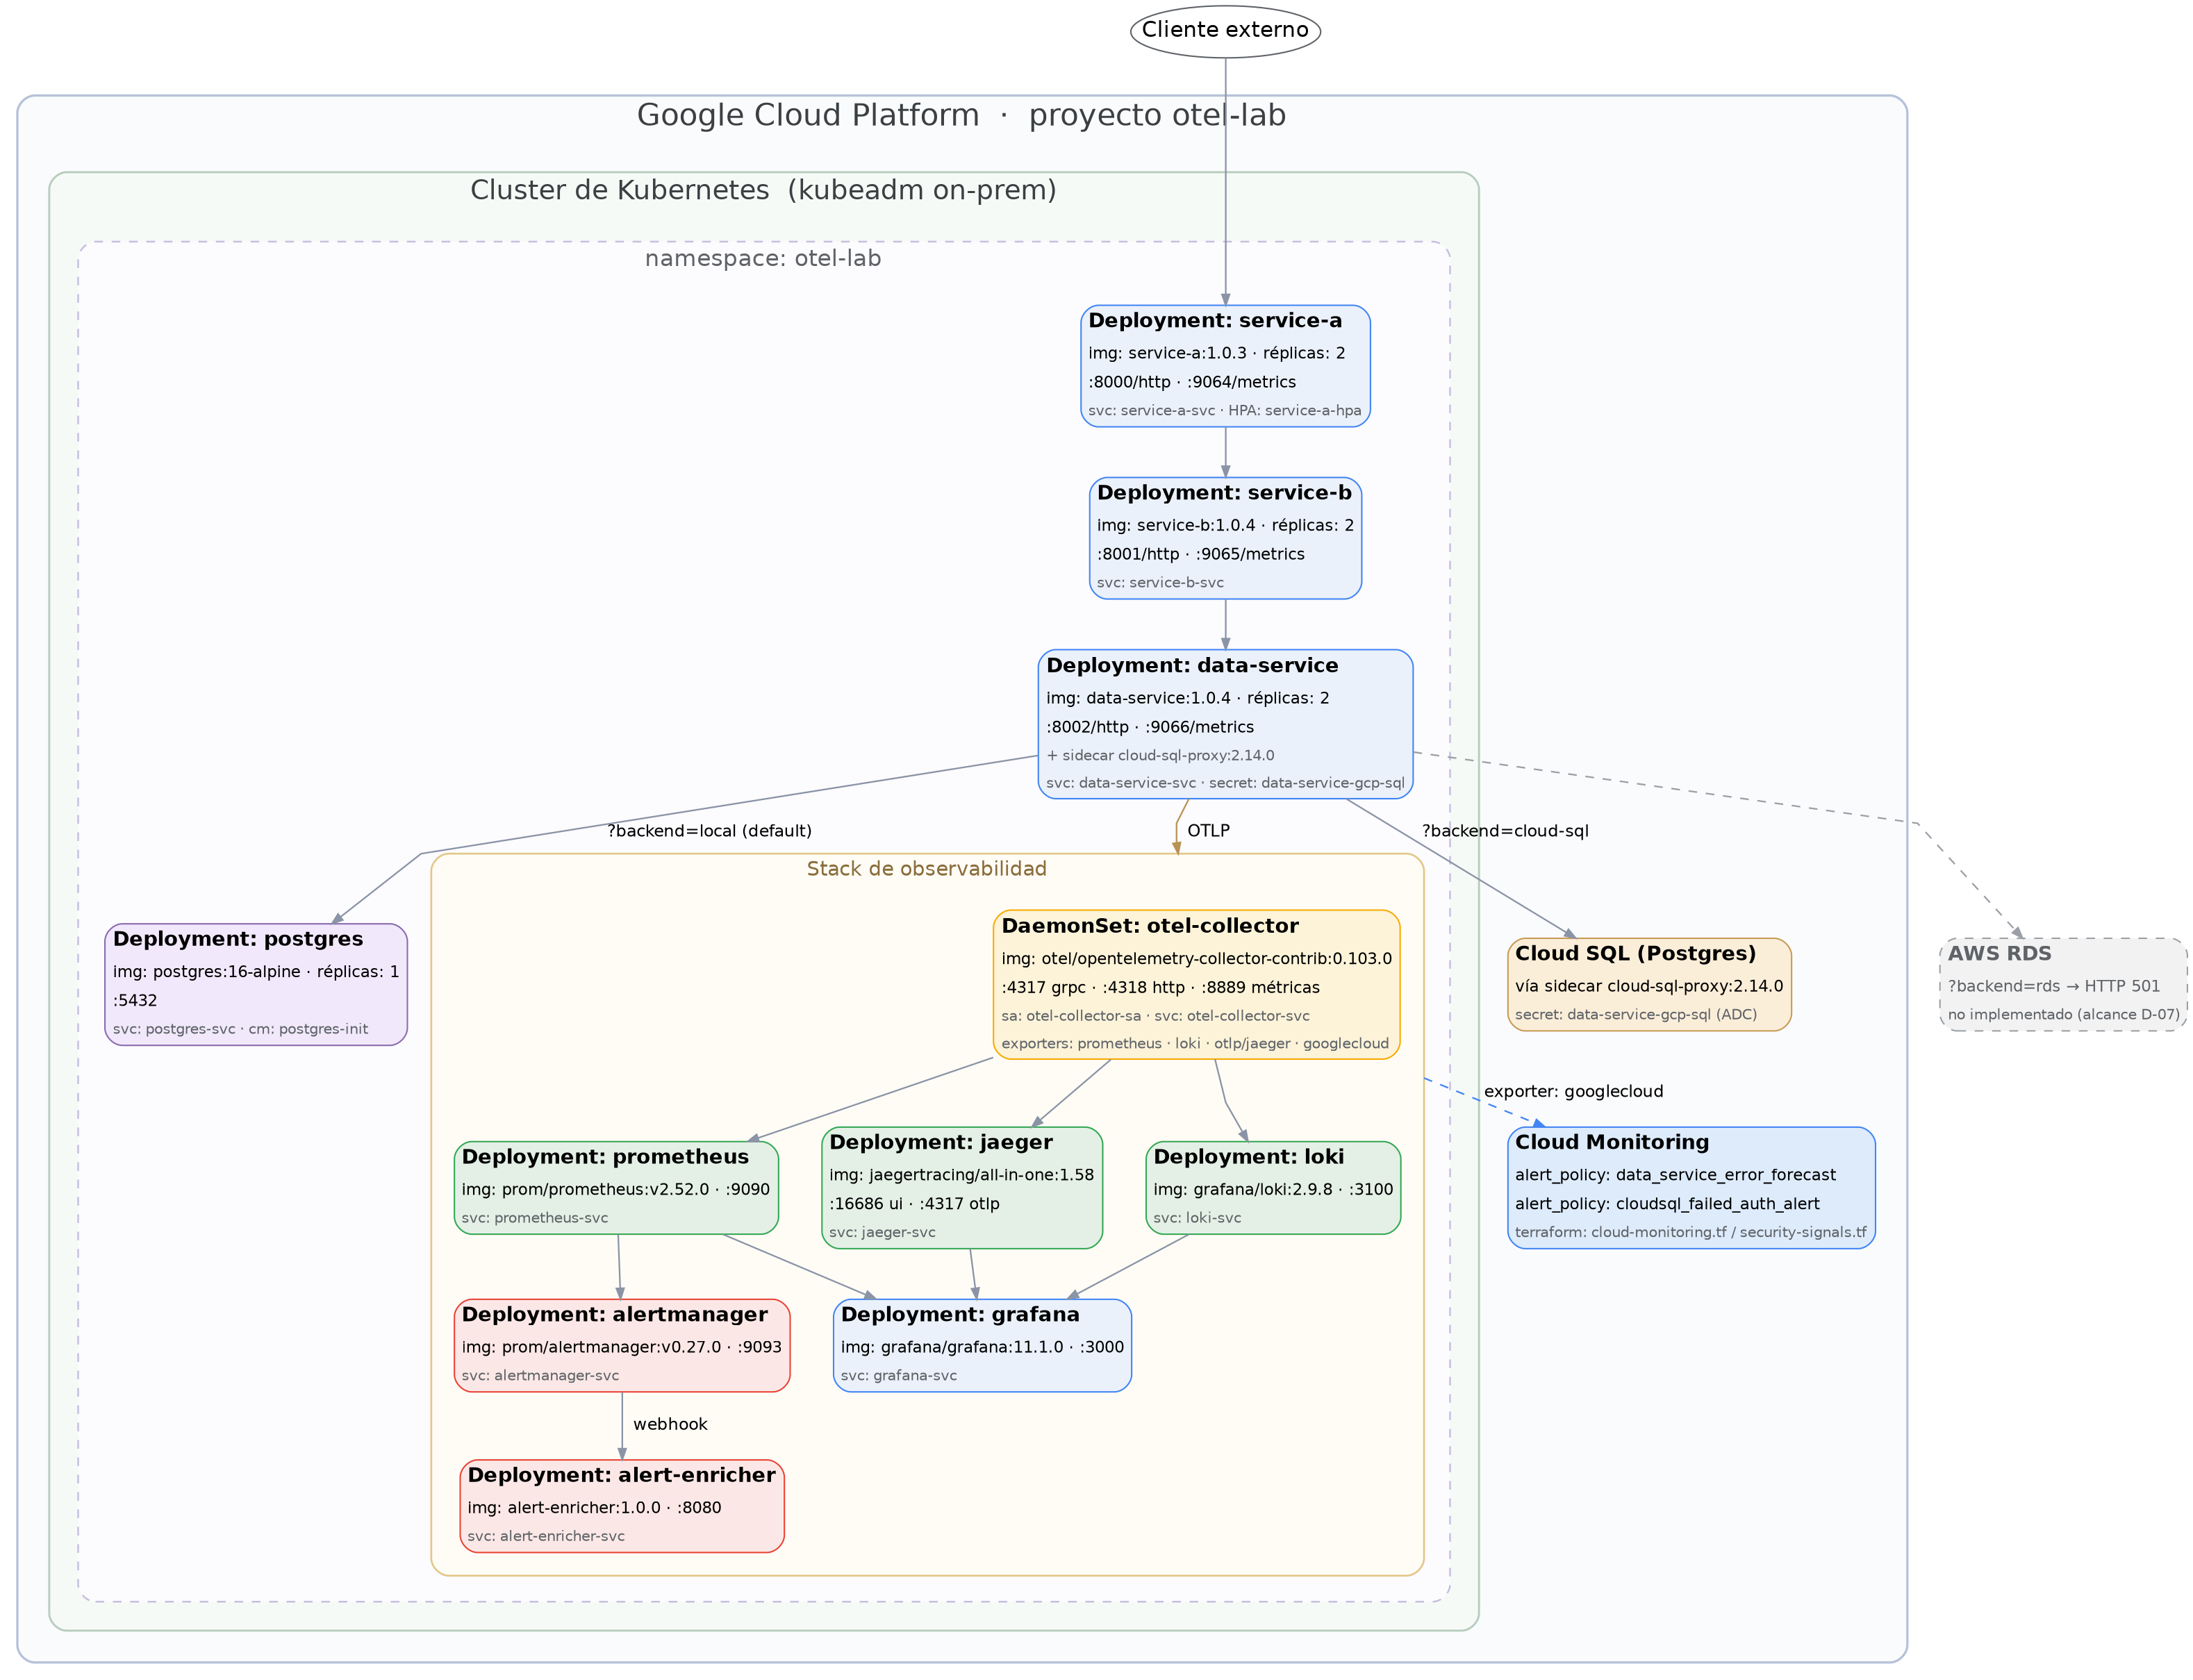 Cliente externo
Google Cloud Platform · proyecto otel-lab
Cluster de Kubernetes (kubeadm on-prem)
namespace: otel-lab
Deployment: service-a
img: service-a:1.0.3 · réplicas: 2
:8000/http · :9064/metrics
svc: service-a-svc · HPA: service-a-hpa
Deployment: service-b
img: service-b:1.0.4 · réplicas: 2
:8001/http · :9065/metrics
svc: service-b-svc
Deployment: data-service
img: data-service:1.0.4 · réplicas: 2
:8002/http · :9066/metrics
+ sidecar cloud-sql-proxy:2.14.0
svc: data-service-svc · secret: data-service-gcp-sql
?backend=local (default)
OTLP
?backend=cloud-sql
Stack de observabilidad
Deployment: postgres
img: postgres:16-alpine · réplicas: 1
:5432
svc: postgres-svc · cm: postgres-init
DaemonSet: otel-collector
img: otel/opentelemetry-collector-contrib:0.103.0
:4317 grpc · :4318 http · :8889 métricas
sa: otel-collector-sa · svc: otel-collector-svc
exporters: prometheus · loki · otlp/jaeger · googlecloud
Cloud SQL (Postgres)
vía sidecar cloud-sql-proxy:2.14.0
secret: data-service-gcp-sql (ADC)
AWS RDS
?backend=rds → HTTP 501
no implementado (alcance D-07)
exporter: googlecloud
Deployment: prometheus
img: prom/prometheus:v2.52.0 · :9090
svc: prometheus-svc
Deployment: jaeger
img: jaegertracing/all-in-one:1.58
:16686 ui · :4317 otlp
svc: jaeger-svc
Deployment: loki
img: grafana/loki:2.9.8 · :3100
svc: loki-svc
Cloud Monitoring
alert_policy: data_service_error_forecast
alert_policy: cloudsql_failed_auth_alert
terraform: cloud-monitoring.tf / security-signals.tf
Deployment: alertmanager
img: prom/alertmanager:v0.27.0 · :9093
svc: alertmanager-svc
Deployment: grafana
img: grafana/grafana:11.1.0 · :3000
svc: grafana-svc
webhook
Deployment: alert-enricher
img: alert-enricher:1.0.0 · :8080
svc: alert-enricher-svc